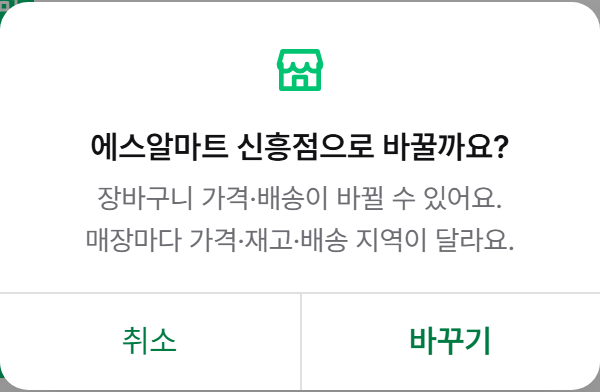 에스알마트 신흥점으로 바꿀까요?
장바구니 가격·배송이 바뀔 수 있어요.
매장마다 가격·재고·배송 지역이 달라요.
취소
바꾸기